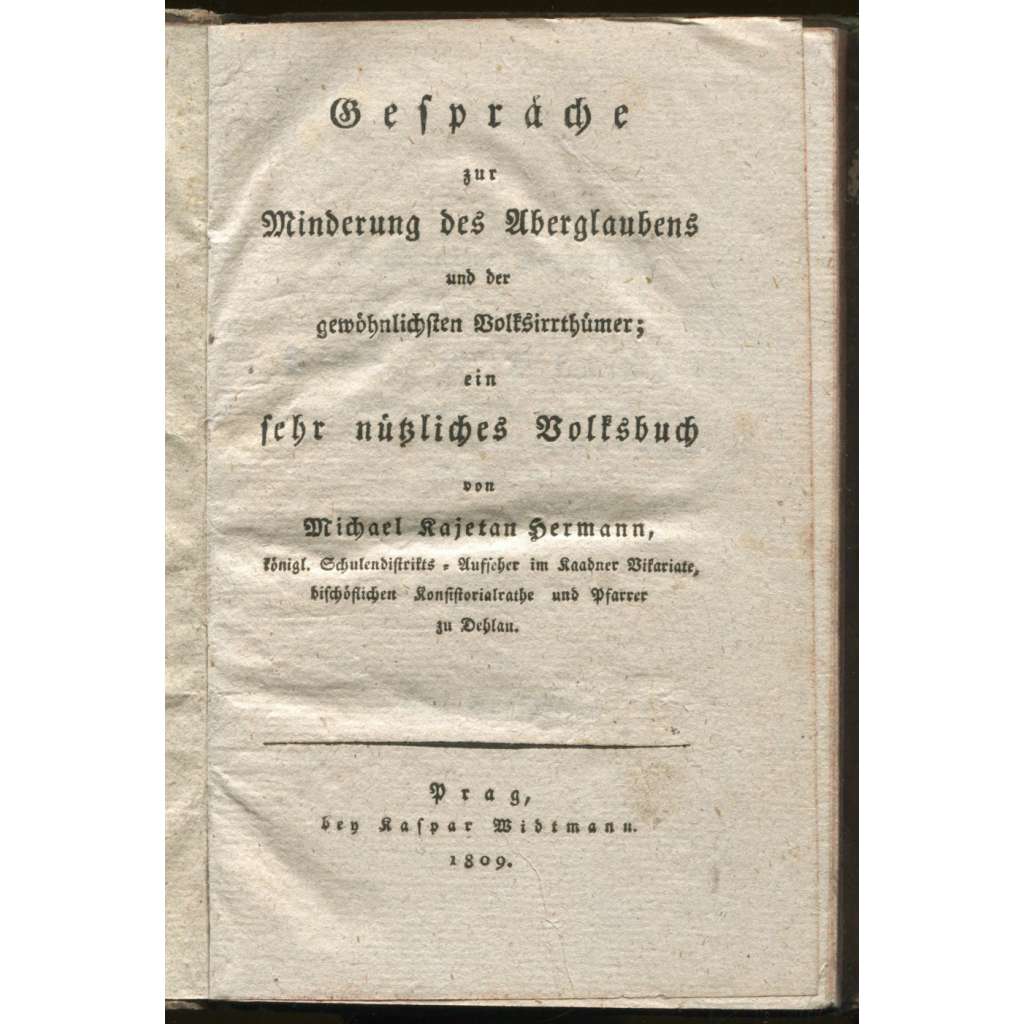 Geſpräche
zur
Minderung des Aberglaubens
und der
gewöhnlichſten Volksirrthümer;
ein
ſehr nützliches Volksbuch
von
Michael Kajetan Hermann,
königl. Schulendiſtrikts-Aufſeher im Kaadner Vikariate,
biſchöflichen Konſiſtorialrathe und Pfarrer
zu Dehlau.
Prag,
bey Kaſpar Widtmann.
1809.